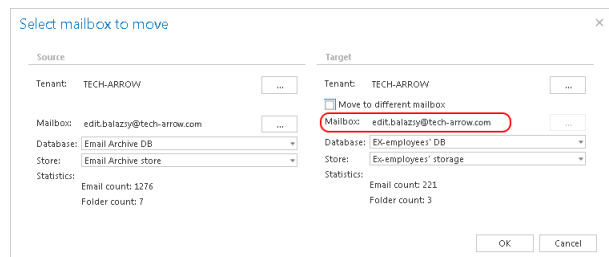 Select mailbox to move
Source
Tenant: TECH-ARROW ...
Mailbox: edit.balazsy@tech-arrow.com ...
Database: Email Archive DB
Store: Email Archive store
Statistics:
Email count: 1276
Folder count: 7
Target
Tenant: TECH-ARROW ...
Move to different mailbox
Mailbox: edit.balazsy@tech-arrow.com ...
Database: EX-employees' DB
Store: Ex-employees' storage
Statistics:
Email count: 221
Folder count: 3
OK Cancel